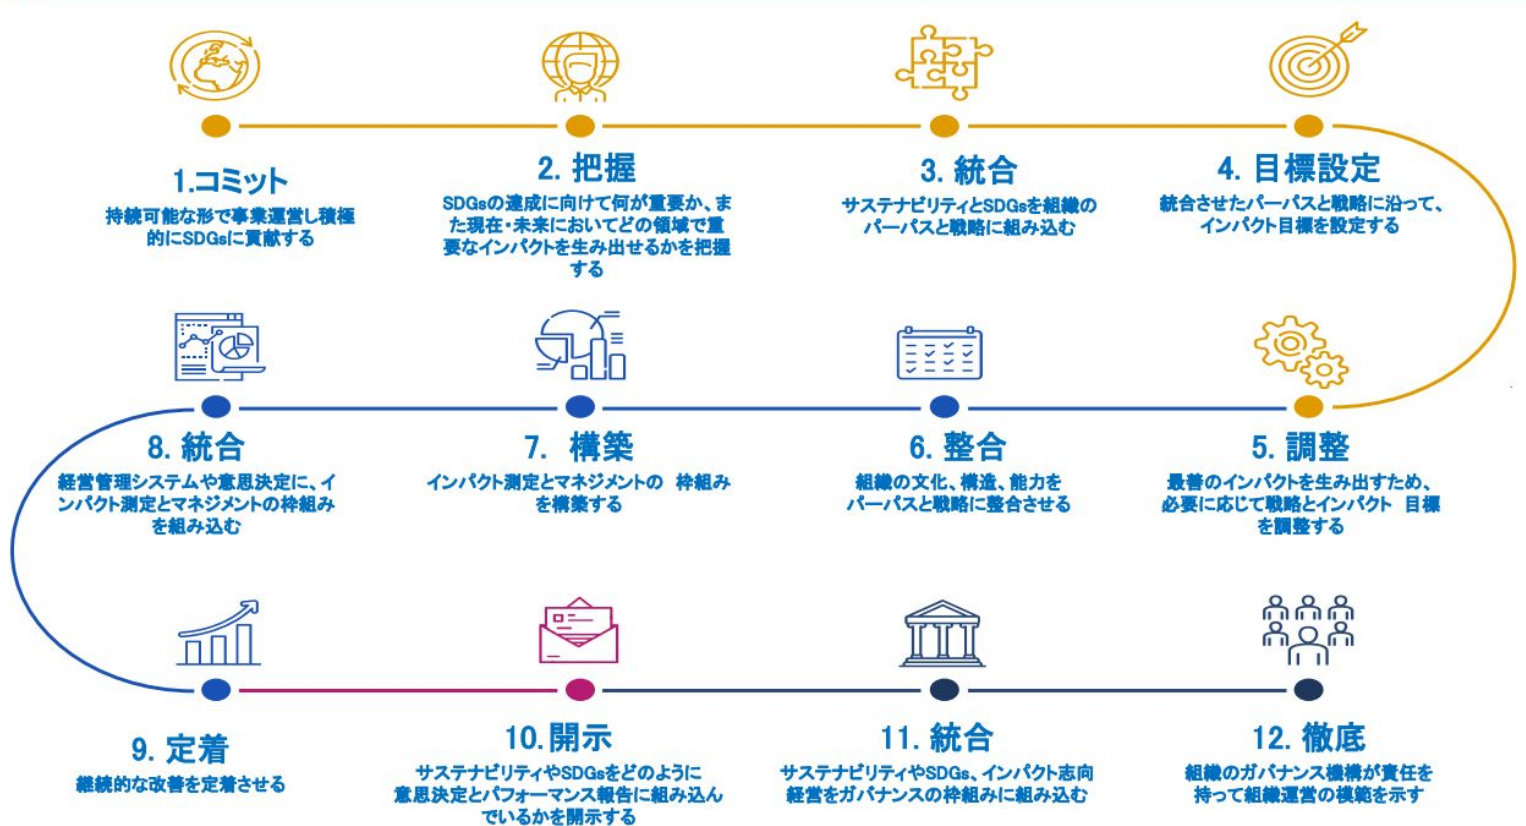 1.コミット
持続可能な形で事業運営し積極
的にSDGsに貢献する
2. 把握
SDGsの達成に向けて何が重要か、ま
た現在・未来においてどの領域で重
要なインパクトを生み出せるかを把握
する
3. 統合
サステナビリティとSDGsを組織の
パーパスと戦略に組み込む
4. 目標設定
統合させたパーパスと戦略に沿って、
インパクト目標を設定する
5. 調整
最善のインパクトを生み出すため、
必要に応じて戦略とインパクト 目標
を調整する
6. 整合
組織の文化、構造、能力を
パーパスと戦略に整合させる
7. 構築
インパクト測定とマネジメントの 枠組み
を構築する
8. 統合
経営管理システムや意思決定に、イ
ンパクト測定とマネジメントの枠組み
を組み込む
9. 定着
継続的な改善を定着させる
10.開示
サステナビリティやSDGsをどのように
意思決定とパフォーマンス報告に組み込ん
でいるかを開示する
11. 統合
サステナビリティやSDGs、インパクト志向
経営をガバナンスの枠組みに組み込む
12. 徹底
組織のガバナンス機構が責任を
持って組織運営の模範を示す